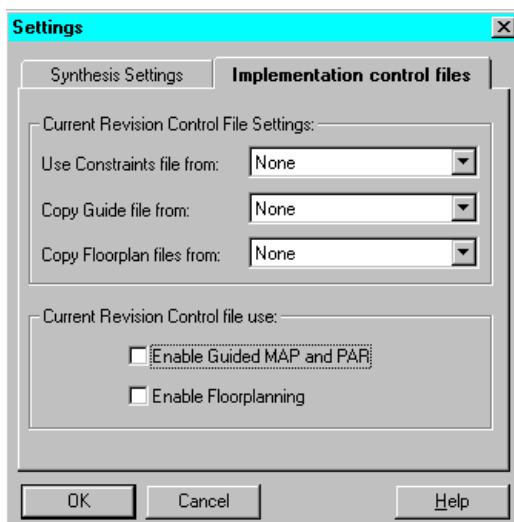 Settings
Synthesis Settings
Implementation control files
Current Revision Control File Settings:
Use Constraints file from: None
Copy Guide file from: None
Copy Floorplan files from: None
Current Revision Control file use:
Enable Guided MAP and PAR
Enable Floorplanning
OK Cancel Help